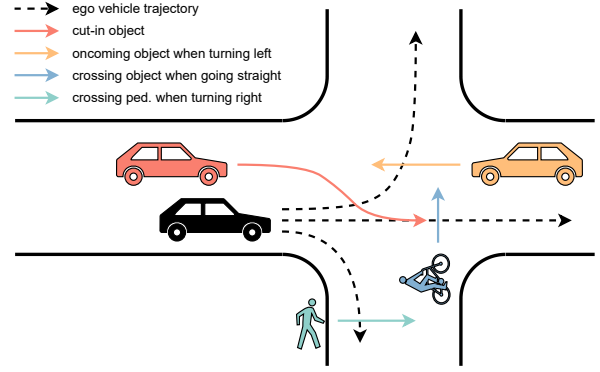 ego vehicle trajectory
cut-in object
oncoming object when turning left
crossing object when going straight
crossing ped. when turning right